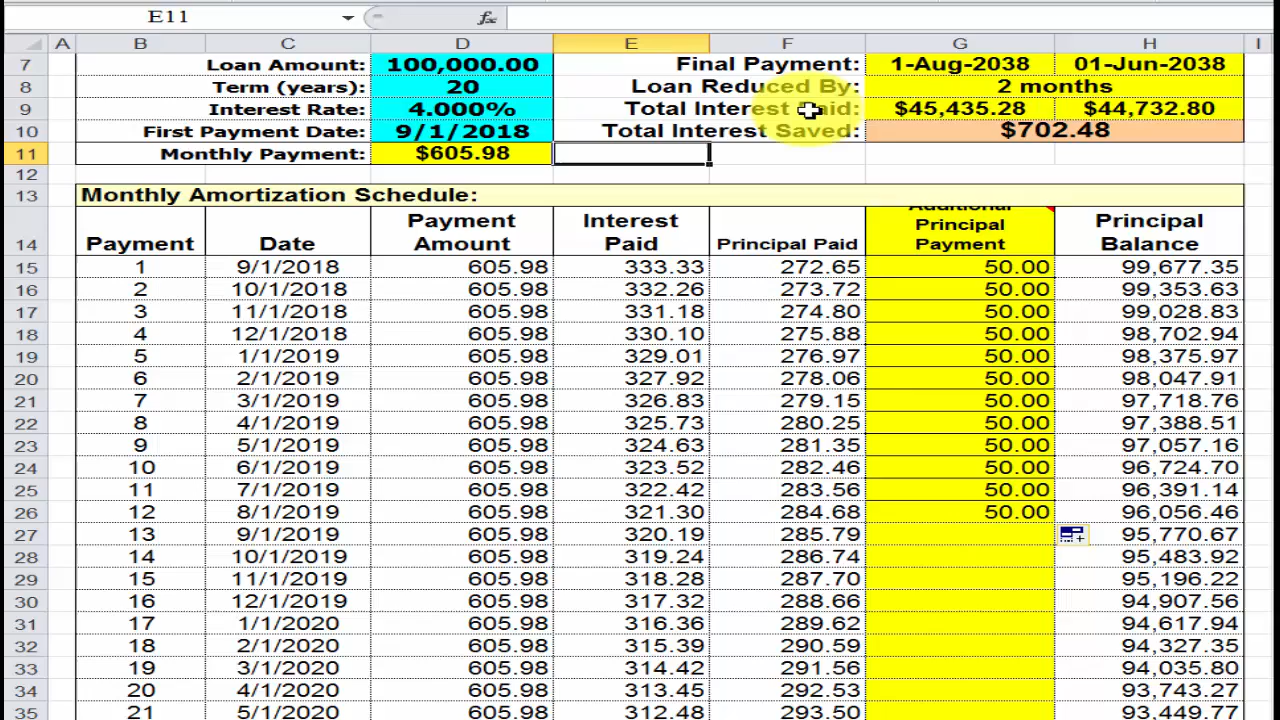 E11 fx
A B C D E F G H I
7 Loan Amount: 100,000.00 Final Payment: 1-Aug-2038 01-Jun-2038
8 Term (years): 20 Loan Reduced By: 2 months
9 Interest Rate: 4.000% Total Interest Paid: $45,435.28 $44,732.80
10 First Payment Date: 9/1/2018 Total Interest Saved: $702.48
11 Monthly Payment: $605.98
12
13 Monthly Amortization Schedule:
Additional
Payment Interest Principal Principal
14 Payment Date Amount Paid Principal Paid Payment Balance
15 1 9/1/2018 605.98 333.33 272.65 50.00 99,677.35
16 2 10/1/2018 605.98 332.26 273.72 50.00 99,353.63
17 3 11/1/2018 605.98 331.18 274.80 50.00 99,028.83
18 4 12/1/2018 605.98 330.10 275.88 50.00 98,702.94
19 5 1/1/2019 605.98 329.01 276.97 50.00 98,375.97
20 6 2/1/2019 605.98 327.92 278.06 50.00 98,047.91
21 7 3/1/2019 605.98 326.83 279.15 50.00 97,718.76
22 8 4/1/2019 605.98 325.73 280.25 50.00 97,388.51
23 9 5/1/2019 605.98 324.63 281.35 50.00 97,057.16
24 10 6/1/2019 605.98 323.52 282.46 50.00 96,724.70
25 11 7/1/2019 605.98 322.42 283.56 50.00 96,391.14
26 12 8/1/2019 605.98 321.30 284.68 50.00 96,056.46
27 13 9/1/2019 605.98 320.19 285.79 95,770.67
28 14 10/1/2019 605.98 319.24 286.74 95,483.92
29 15 11/1/2019 605.98 318.28 287.70 95,196.22
30 16 12/1/2019 605.98 317.32 288.66 94,907.56
31 17 1/1/2020 605.98 316.36 289.62 94,617.94
32 18 2/1/2020 605.98 315.39 290.59 94,327.35
33 19 3/1/2020 605.98 314.42 291.56 94,035.80
34 20 4/1/2020 605.98 313.45 292.53 93,743.27
35 21 5/1/2020 605.98 312.48 293.50 93,449.77